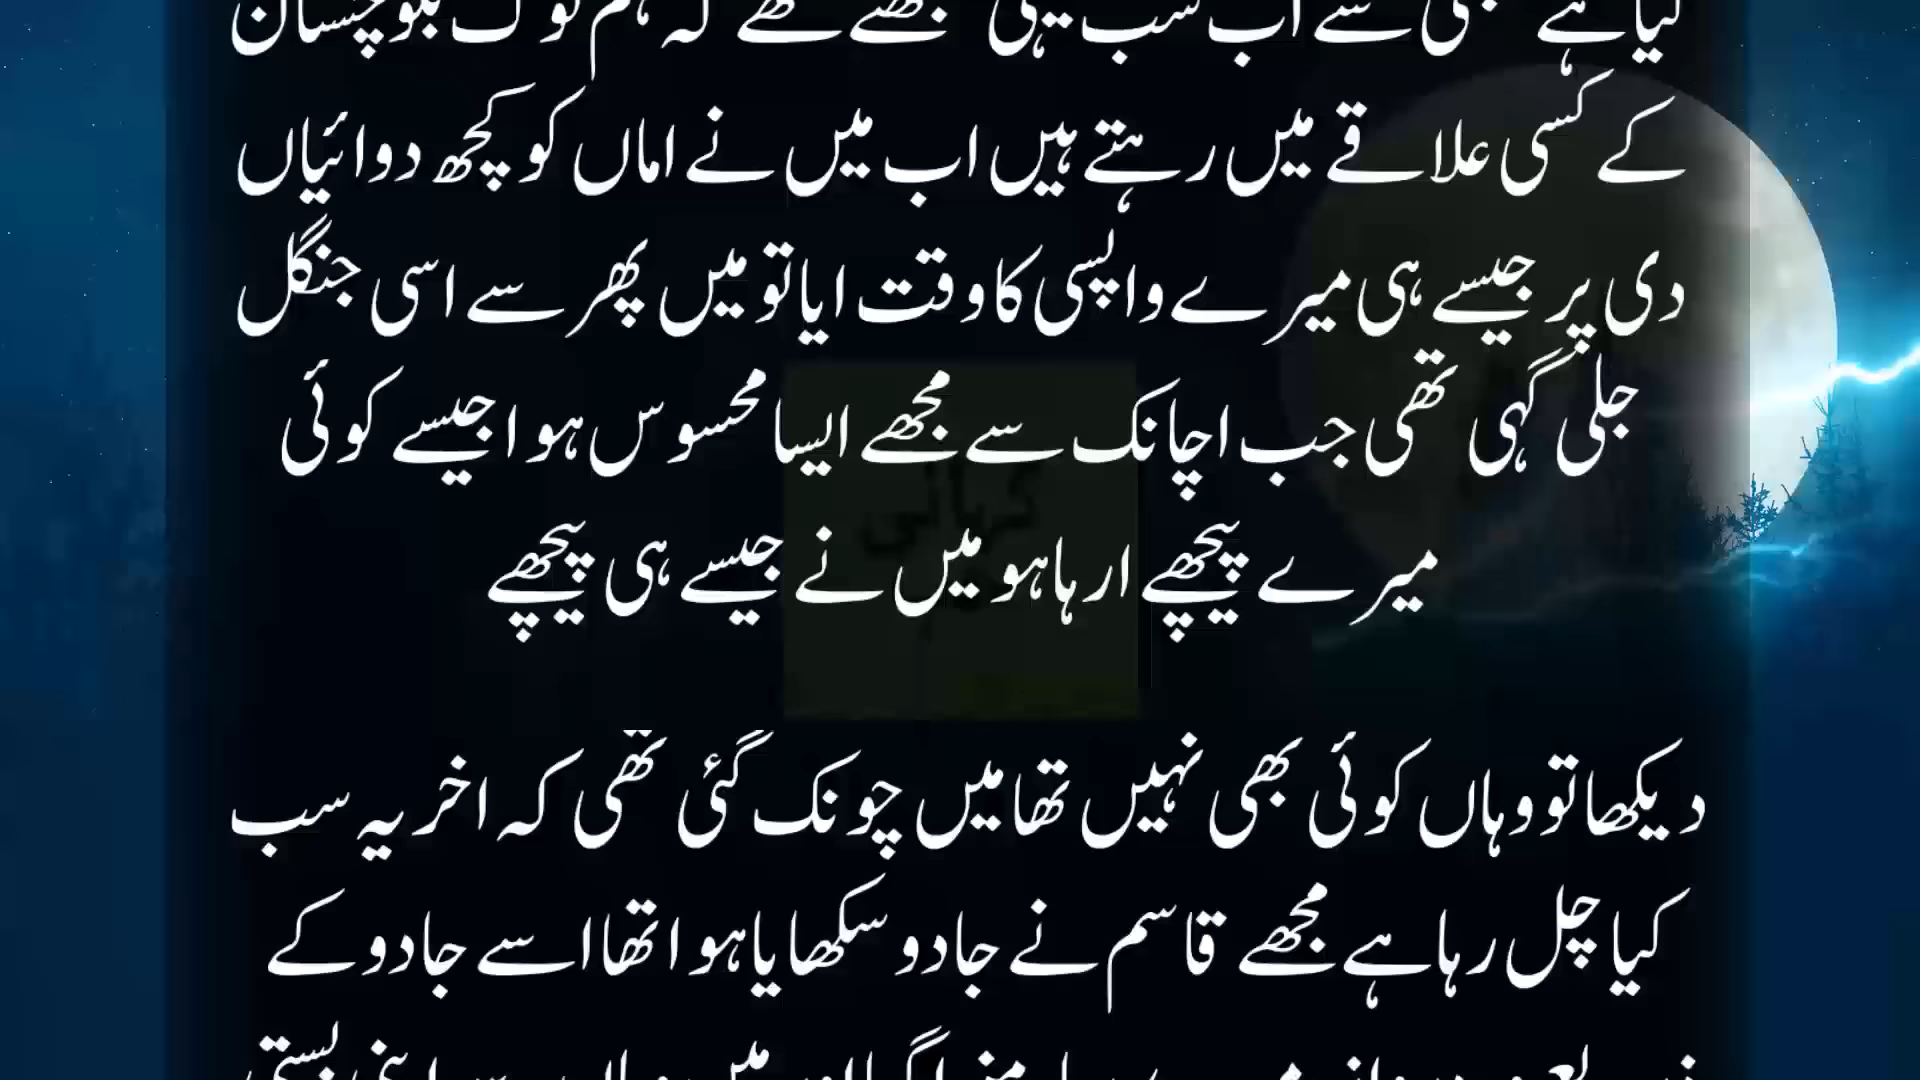 کے کسی علاقے میں رہتے ہیں اب میں نے اماں کو کچھ دوائیاں
دی پر جیسے ہی میرے واپسی کا وقت ایا تو میں پھر سے اسی جنگل
جلی گہی تھی جب اچانک سے مجھے ایسا محسوس ہوا جیسے کوئی
میرے پیچھے ارہا ہو میں نے جیسے ہی پیچھے
دیکھا تو وہاں کوئی بھی نہیں تھا میں چونک گئی تھی کہ اخر یہ سب
کیا چل رہا ہے مجھے قاسم نے جادو سکھایا ہوا تھا اسے جادو کے